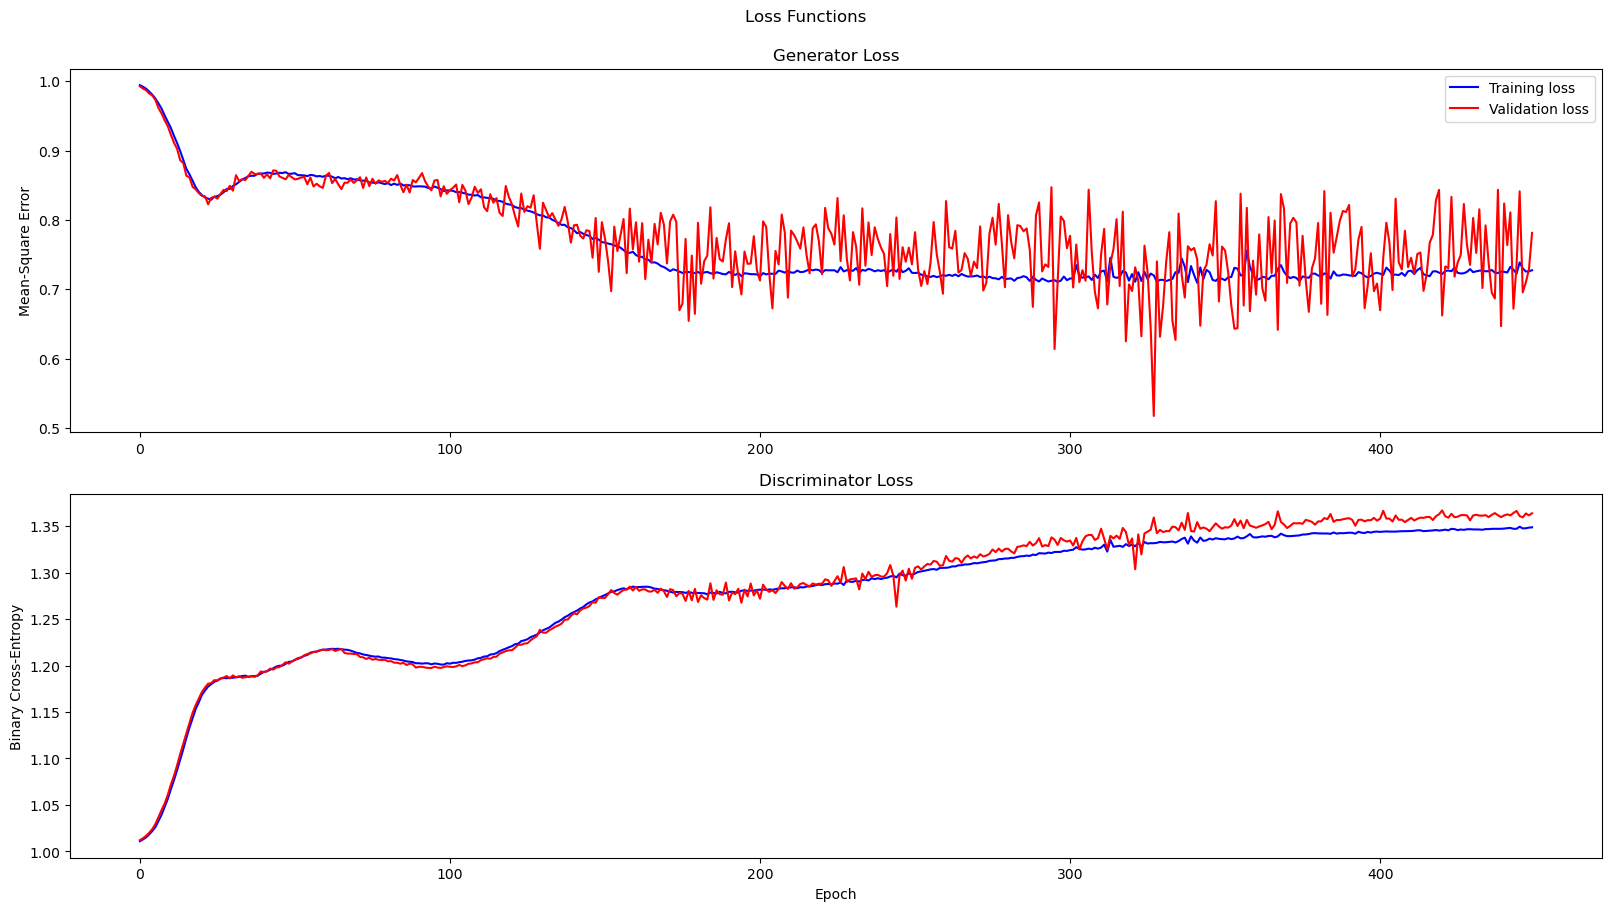 Loss Functions
Generator Loss
Training loss
Validation loss
Mean-Square Error
1.0
0.9
0.8
0.7
0.6
0.5
0 100 200 300 400
Discriminator Loss
Binary Cross-Entropy
1.35
1.30
1.25
1.20
1.15
1.10
1.05
1.00
0 100 200 300 400
Epoch